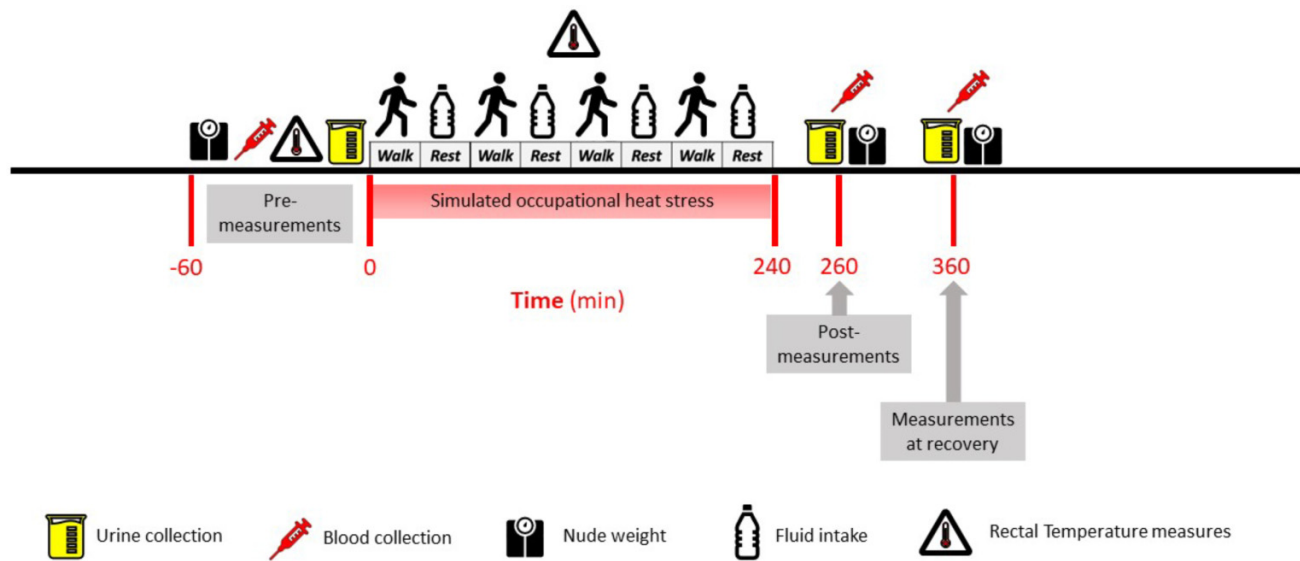 Walk Rest Walk Rest Walk Rest Walk Rest
Pre-
measurements
Simulated occupational heat stress
-60 0 240 260 360
Time (min)
Post-
measurements
Measurements
at recovery
Urine collection
Blood collection
Nude weight
Fluid intake
Rectal Temperature measures